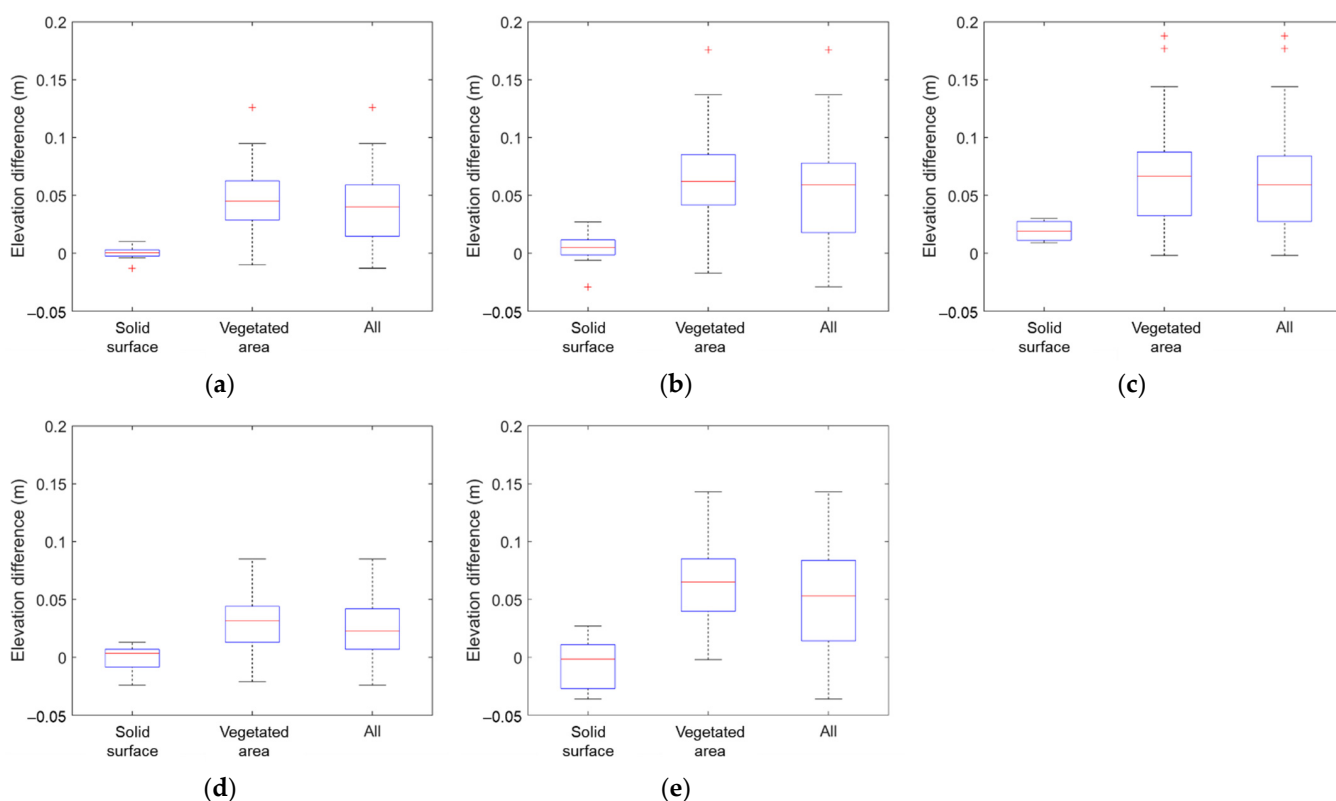 0.2
0.15
0.1
0.05
0
−0.05
Elevation difference (m)
Solid
surface
Vegetated
area
All
(a)
0.2
0.15
0.1
0.05
0
−0.05
Elevation difference (m)
Solid
surface
Vegetated
area
All
(b)
0.2
0.15
0.1
0.05
0
−0.05
Elevation difference (m)
Solid
surface
Vegetated
area
All
(c)
0.2
0.15
0.1
0.05
0
−0.05
Elevation difference (m)
Solid
surface
Vegetated
area
All
(d)
0.2
0.15
0.1
0.05
0
−0.05
Elevation difference (m)
Solid
surface
Vegetated
area
All
(e)